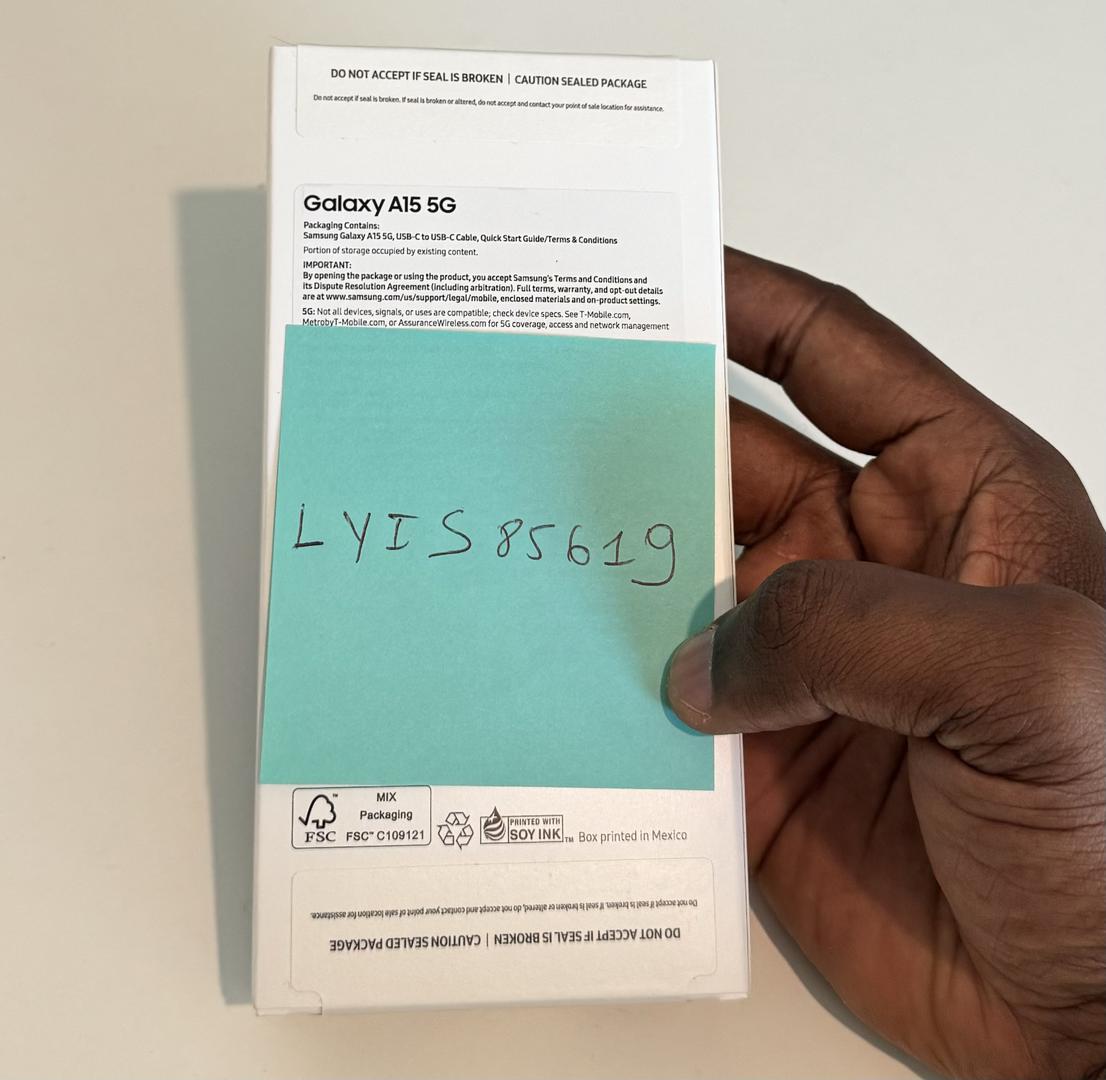 DO NOT ACCEPT IF SEAL IS BROKEN | CAUTION SEALED PACKAGE
Do not accept if seal is broken. If seal is broken or altered, do not accept and contact your point of sale location for assistance.
Galaxy A15 5G
Packaging Contains:
Samsung Galaxy A15 5G, USB-C to USB-C Cable, Quick Start Guide/Terms & Conditions
Portion of storage occupied by existing content.
IMPORTANT:
By opening the package or using the product, you accept Samsung's Terms and Conditions and
its Dispute Resolution Agreement (including arbitration). Full terms, warranty, and opt-out details
are at www.samsung.com/us/support/legal/mobile, enclosed materials and on-product settings.
5G: Not all devices, signals, or uses are compatible; check device specs. See T-Mobile.com,
MetrobyT-Mobile.com, or AssuranceWireless.com for 5G coverage, access and network management
LYIS85619
MIX
Packaging
FSC FSC™ C109121
PRINTED WITH
SOY INK™ Box printed in Mexico
Do not accept if seal is broken. If seal is broken or altered, do not accept and contact your point of sale location for assistance.
DO NOT ACCEPT IF SEAL IS BROKEN | CAUTION SEALED PACKAGE